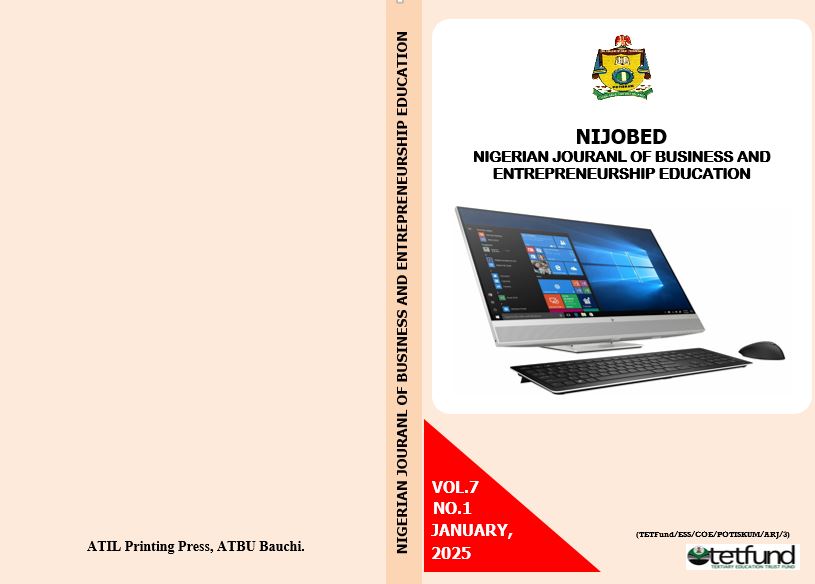 ATIL Printing Press, ATBU Bauchi.
NIGERIAN JOURANL OF BUSINESS AND ENTREPRENEURSHIP EDUCATION
NIJOBED
NIGERIAN JOURANL OF BUSINESS AND
ENTREPRENEURSHIP EDUCATION
VOL.7
NO.1
JANUARY,
2025
(TETFund/ESS/COE/POTISKUM/ARJ/3)
tetfund
TERTIARY EDUCATION TRUST FUND